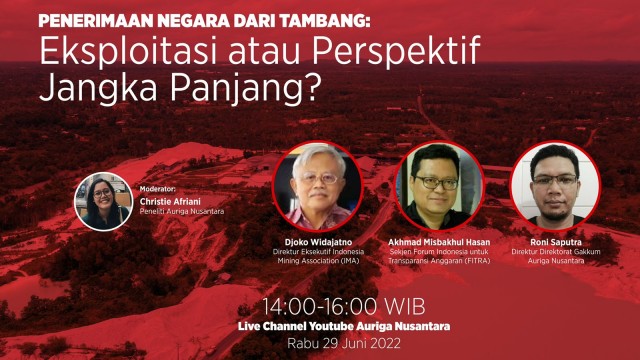 PENERIMAAN NEGARA DARI TAMBANG:
Eksploitasi atau Perspektif
Jangka Panjang?
Moderator:
Christie Afriani
Peneliti Auriga Nusantara
Djoko Widajatno
Direktur Eksekutif Indonesia
Mining Association (IMA)
Akhmad Misbakhul Hasan
Sekjen Forum Indonesia untuk
Transparansi Anggaran (FITRA)
Roni Saputra
Direktur Direktorat Gakkum
Auriga Nusantara
14:00-16:00 WIB
Live Channel Youtube Auriga Nusantara
Rabu 29 Juni 2022